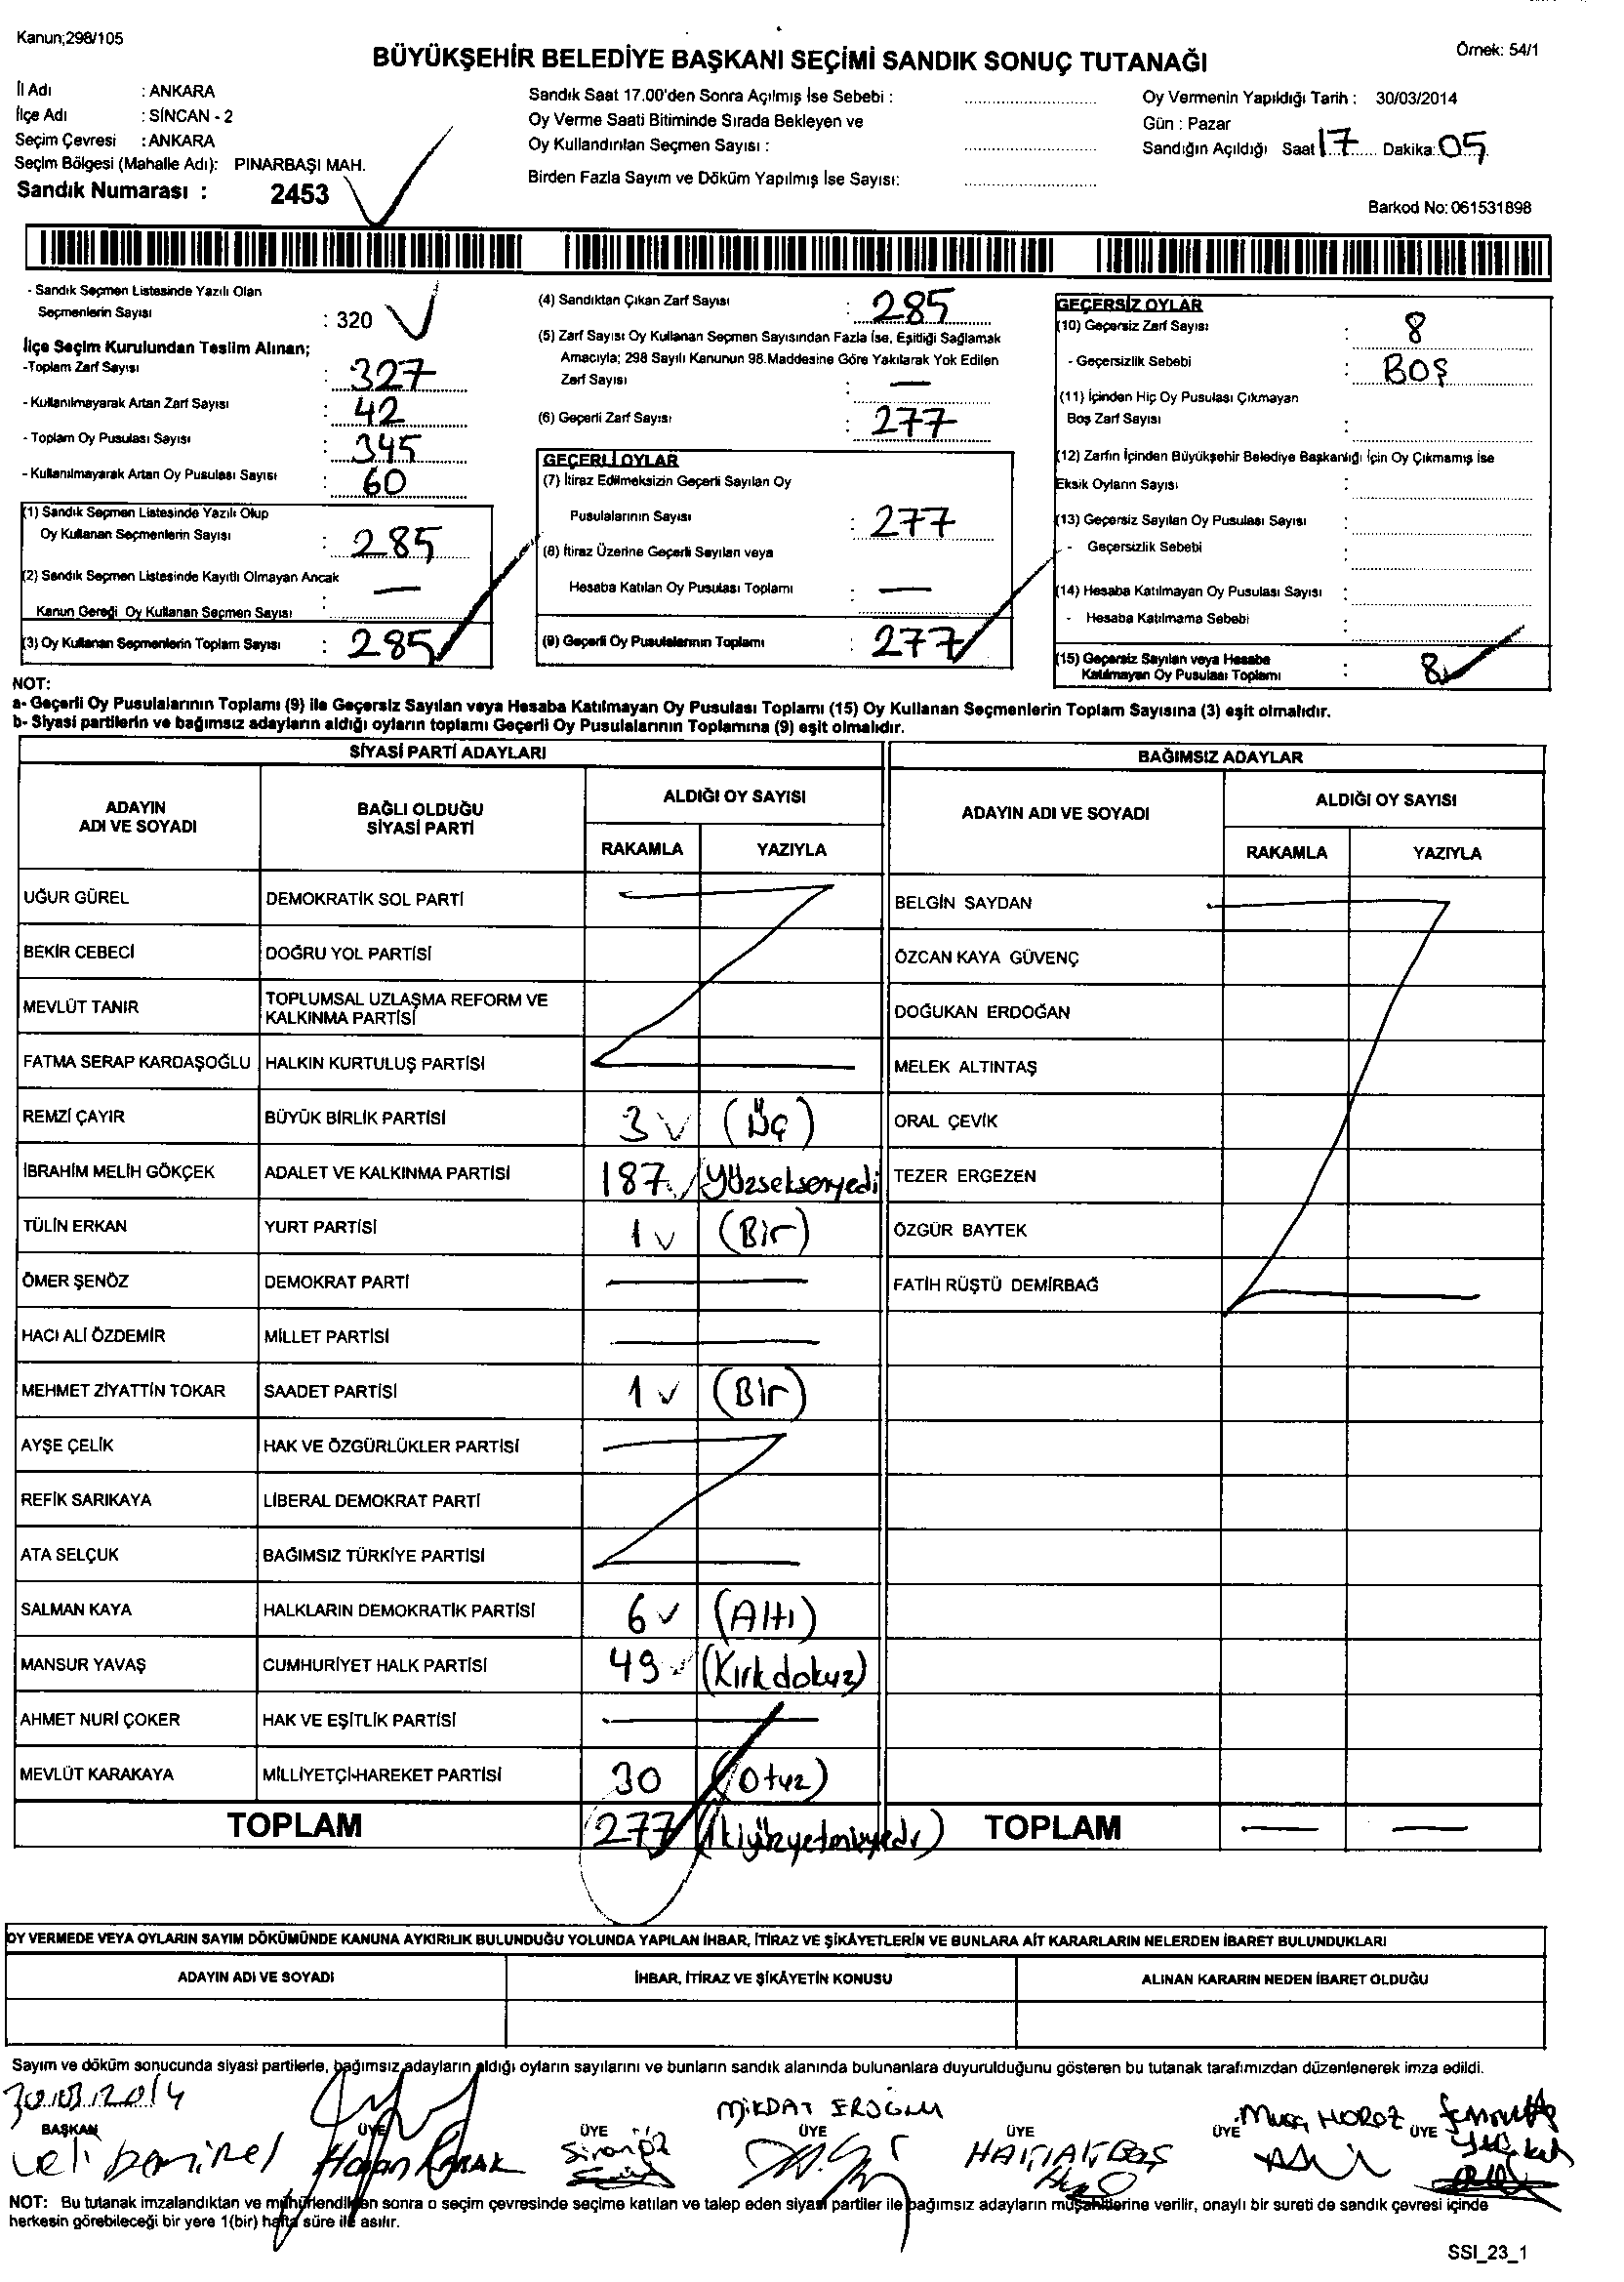 Kanun;298/105
Örnek: 54/1
BÜYÜKŞEHİR BELEDİYE BAŞKANI SEÇİMİ SANDIK SONUÇ TUTANAĞI
İl Adı : ANKARA
İlçe Adı : SİNCAN - 2
Seçim Çevresi : ANKARA
Seçim Bölgesi (Mahalle Adı): PINARBAŞI MAH.
Sandık Numarası : 2453
Sandık Saat 17.00'den Sonra Açılmış İse Sebebi :
Oy Verme Saati Bitiminde Sırada Bekleyen ve
Oy Kullandırılan Seçmen Sayısı :
Birden Fazla Sayım ve Döküm Yapılmış İse Sayısı:
Oy Vermenin Yapıldığı Tarih : 30/03/2014
Gün : Pazar
Sandığın Açıldığı Saat 17 Dakika: 05
Barkod No: 061531898
- Sandık Seçmen Listesinde Yazılı Olan
Seçmenlerin Sayısı : 320
İlçe Seçim Kurulundan Teslim Alınan;
-Toplam Zarf Sayısı : 327
- Kullanılmayarak Artan Zarf Sayısı : 42
- Toplam Oy Pusulası Sayısı : 345
- Kullanılmayarak Artan Oy Pusulası Sayısı : 60
(1) Sandık Seçmen Listesinde Yazılı Olup
Oy Kullanan Seçmenlerin Sayısı : 285
(2) Sandık Seçmen Listesinde Kayıtlı Olmayan Ancak
Kanun Gereği Oy Kullanan Seçmen Sayısı : —
(3) Oy Kullanan Seçmenlerin Toplam Sayısı : 285
(4) Sandıktan Çıkan Zarf Sayısı : 285
(5) Zarf Sayısı Oy Kullanan Seçmen Sayısından Fazla İse, Eşitliği Sağlamak
Amacıyla; 298 Sayılı Kanunun 98.Maddesine Göre Yakılarak Yok Edilen
Zarf Sayısı : —
(6) Geçerli Zarf Sayısı : 277
GEÇERLİ OYLAR
(7) İtiraz Edilmeksizin Geçerli Sayılan Oy
Pusulalarının Sayısı : 277
(8) İtiraz Üzerine Geçerli Sayılan veya
Hesaba Katılan Oy Pusulası Toplamı : —
(9) Geçerli Oy Pusulalarının Toplamı : 277
GEÇERSİZ OYLAR
(10) Geçersiz Zarf Sayısı : 8
- Geçersizlik Sebebi : BOŞ
(11) İçinden Hiç Oy Pusulası Çıkmayan
Boş Zarf Sayısı :
(12) Zarfın İçinden Büyükşehir Belediye Başkanlığı İçin Oy Çıkmamış İse
Eksik Oyların Sayısı :
(13) Geçersiz Sayılan Oy Pusulası Sayısı :
- Geçersizlik Sebebi :
(14) Hesaba Katılmayan Oy Pusulası Sayısı :
- Hesaba Katılmama Sebebi :
(15) Geçersiz Sayılan veya Hesaba
Katılmayan Oy Pusulası Toplamı : 8
NOT:
a- Geçerli Oy Pusulalarının Toplamı (9) ile Geçersiz Sayılan veya Hesaba Katılmayan Oy Pusulası Toplamı (15) Oy Kullanan Seçmenlerin Toplam Sayısına (3) eşit olmalıdır.
b- Siyasi partilerin ve bağımsız adayların aldığı oyların toplamı Geçerli Oy Pusulalarının Toplamına (9) eşit olmalıdır.
SİYASİ PARTİ ADAYLARI
ADAYIN ADI VE SOYADI
BAĞLI OLDUĞU SİYASİ PARTİ
ALDIĞI OY SAYISI
RAKAMLA YAZIYLA
UĞUR GÜREL DEMOKRATİK SOL PARTİ
BEKİR CEBECİ DOĞRU YOL PARTİSİ
MEVLÜT TANIR TOPLUMSAL UZLAŞMA REFORM VE KALKINMA PARTİSİ
FATMA SERAP KARDAŞOĞLU HALKIN KURTULUŞ PARTİSİ
REMZİ ÇAYIR BÜYÜK BİRLİK PARTİSİ 3 (Üç)
İBRAHİM MELİH GÖKÇEK ADALET VE KALKINMA PARTİSİ 187 Yüzseksenyedi
TÜLİN ERKAN YURT PARTİSİ 1 (Bir)
ÖMER ŞENÖZ DEMOKRAT PARTİ —
HACI ALİ ÖZDEMİR MİLLET PARTİSİ —
MEHMET ZİYATTİN TOKAR SAADET PARTİSİ 1 (Bir)
AYŞE ÇELİK HAK VE ÖZGÜRLÜKLER PARTİSİ
REFİK SARIKAYA LİBERAL DEMOKRAT PARTİ
ATA SELÇUK BAĞIMSIZ TÜRKİYE PARTİSİ
SALMAN KAYA HALKLARIN DEMOKRATİK PARTİSİ 6 (Altı)
MANSUR YAVAŞ CUMHURİYET HALK PARTİSİ 49 (Kırkdokuz)
AHMET NURİ ÇOKER HAK VE EŞİTLİK PARTİSİ —
MEVLÜT KARAKAYA MİLLİYETÇİ HAREKET PARTİSİ 30 (Otuz)
TOPLAM 277 (İkiyüzyetmişyedi)
BAĞIMSIZ ADAYLAR
ADAYIN ADI VE SOYADI
ALDIĞI OY SAYISI
RAKAMLA YAZIYLA
BELGİN SAYDAN
ÖZCAN KAYA GÜVENÇ
DOĞUKAN ERDOĞAN
MELEK ALTINTAŞ
ORAL ÇEVİK
TEZER ERGEZEN
ÖZGÜR BAYTEK
FATİH RÜŞTÜ DEMİRBAĞ
TOPLAM — —
OY VERMEDE VEYA OYLARIN SAYIM DÖKÜMÜNDE KANUNA AYKIRILIK BULUNDUĞU YOLUNDA YAPILAN İHBAR, İTİRAZ VE ŞİKÂYETLERİN VE BUNLARA AİT KARARLARIN NELERDEN İBARET BULUNDUKLARI
ADAYIN ADI VE SOYADI İHBAR, İTİRAZ VE ŞİKÂYETİN KONUSU ALINAN KARARIN NEDEN İBARET OLDUĞU
Sayım ve döküm sonucunda siyasi partilerle, bağımsız adayların aldığı oyların sayılarını ve bunların sandık alanında bulunanlara duyurulduğunu gösteren bu tutanak tarafımızdan düzenlenerek imza edildi.
30.03.2014
MİKDAT EROĞLU
BAŞKAN ÜYE ÜYE ÜYE ÜYE ÜYE Musa HOROZ ÜYE
Veli Demirel Hasan
NOT: Bu tutanak imzalandıktan ve mühürlendikten sonra o seçim çevresinde seçime katılan ve talep eden siyasi partiler ile bağımsız adayların müşahitlerine verilir, onaylı bir sureti de sandık çevresi içinde
herkesin görebileceği bir yere 1(bir) hafta süre ile asılır.
SSI_23_1